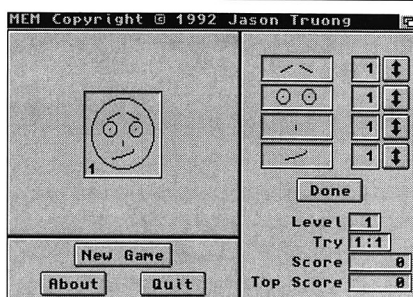 MEM Copyright © 1992 Jason Truong
1
1
1
1
1
Done
Level 1
Try 1:1
Score 0
Top Score 0
New Game
About Quit